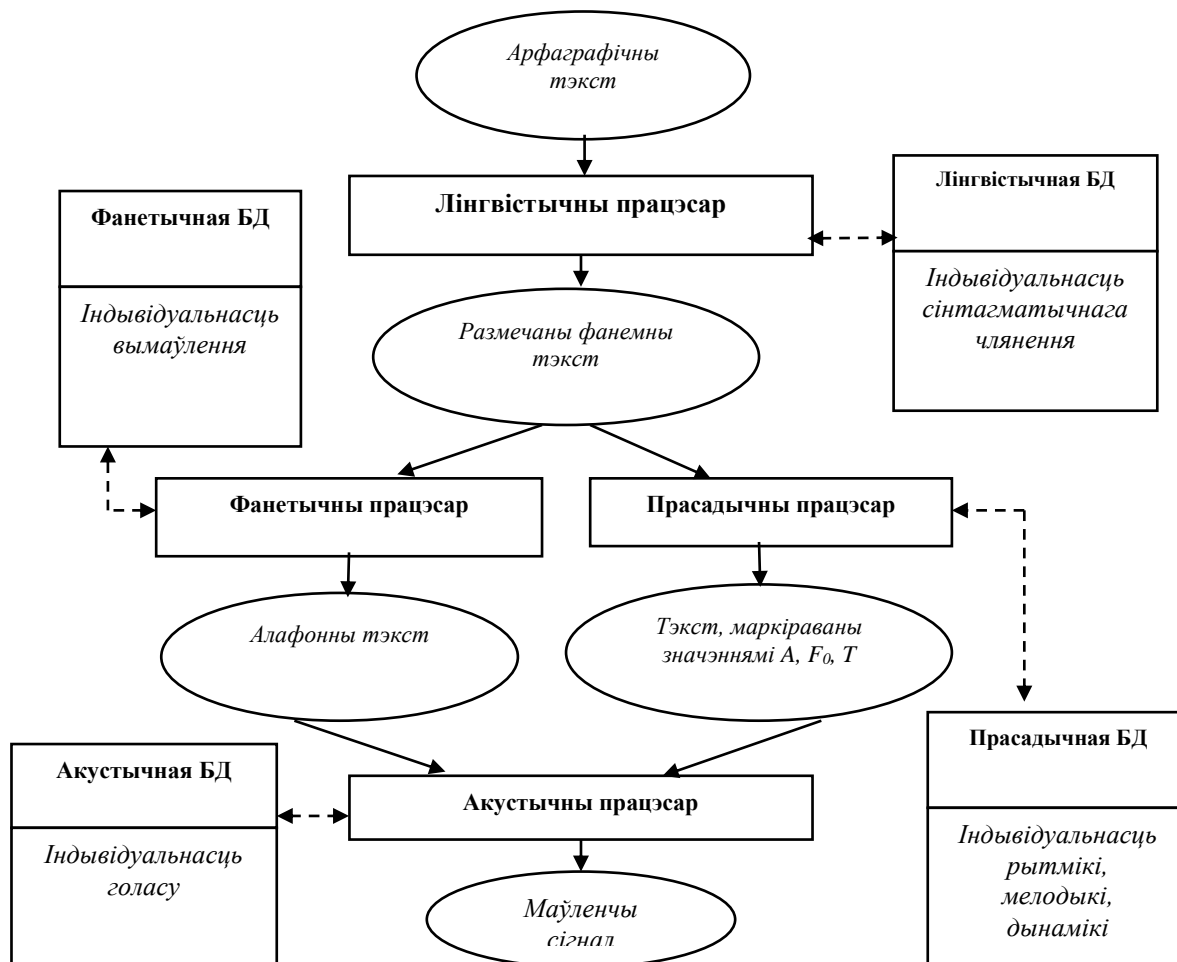 Арфаграфічны
тэкст
Лінгвістычны працэсар
Лінгвістычная БД
Індывідуальнасць
сінтагматычнага
члянення
Фанетычная БД
Індывідуальнасць
вымаўлення
Размечаны фанемны
тэкст
Фанетычны працэсар
Прасадычны працэсар
Алафонны тэкст
Тэкст, маркіраваны
значэннямі A, F0, T
Прасадычная БД
Індывідуальнасць
рытмікі,
мелодыкі,
дынамікі
Акустычная БД
Індывідуальнасць
голасу
Акустычны працэсар
Маўленчы
сігнал